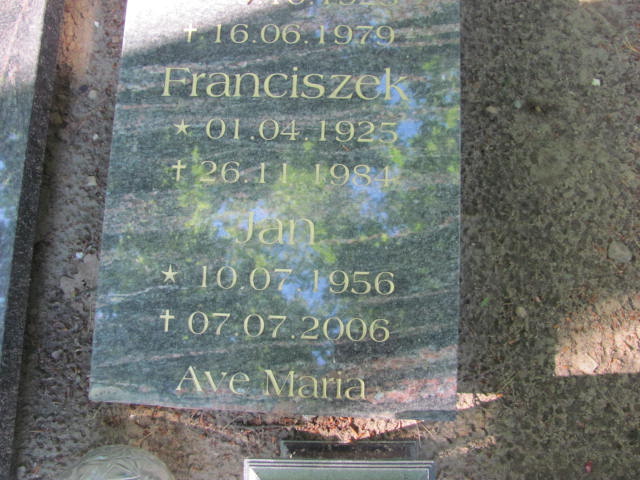 ✝ 16.06.1979
Franciszek
★ 01.04.1925
✝ 26.11.1984
Jan
★ 10.07.1956
✝ 07.07.2006
Ave Maria